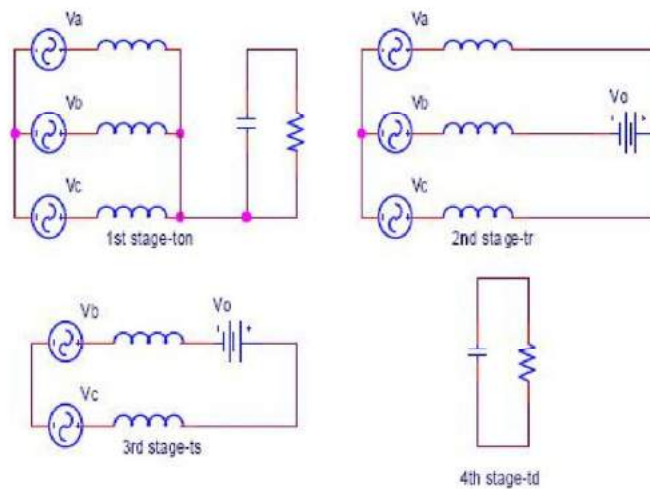 Va
Vb
Vc
1st stage-ton
Va
Vb
Vo
Vc
2nd stage-tr
Vb
Vo
Vc
3rd stage-ts
4th stage-td